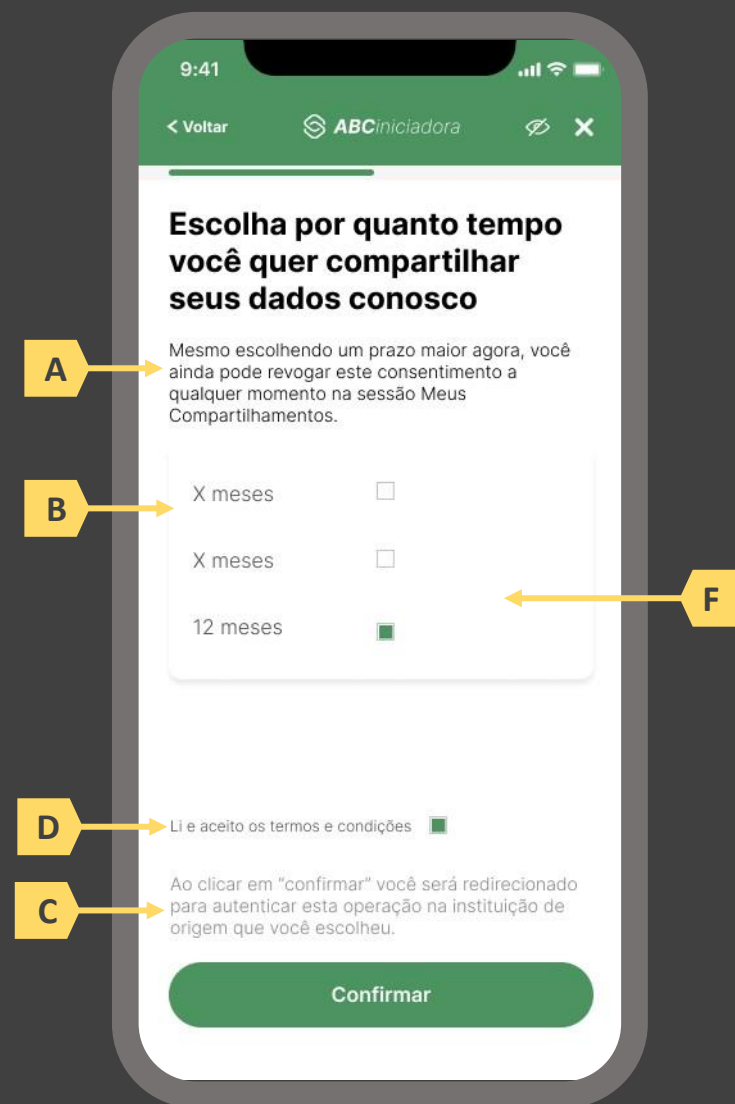 9:41
< Voltar
ABCiniciadora
Escolha por quanto tempo
você quer compartilhar
seus dados conosco
A
Mesmo escolhendo um prazo maior agora, você
ainda pode revogar este consentimento a
qualquer momento na sessão Meus
Compartilhamentos.
B
X meses
X meses
F
12 meses
D
Li e aceito os termos e condições
C
Ao clicar em “confirmar” você será redirecionado
para autenticar esta operação na instituição de
origem que você escolheu.
Confirmar